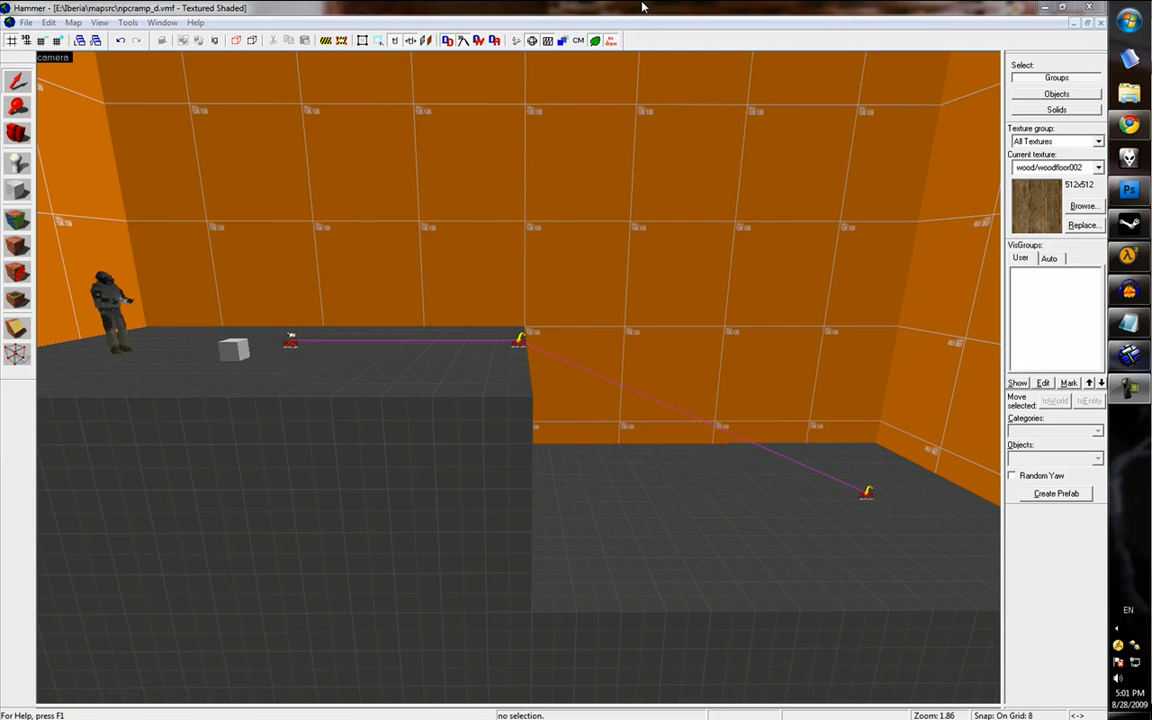 Hammer - [E:\Iberia\mapsrc\npcramp_d.vmf - Textured Shaded]
File Edit Map View Tools Window Help
CM
camera
Select:
Groups
Objects
Solids
Texture group:
All Textures
Current texture:
wood/woodfloor002
512x512
Browse...
Replace...
VisGroups:
User Auto
Show Edit Mark
Move selected:
toWorld toEntity
Categories:
Objects:
Random Yaw
Create Prefab
Ps
EN
5:01 PM
8/28/2009
For Help, press F1
no selection.
Zoom: 1.86
Snap: On Grid: 8
<->